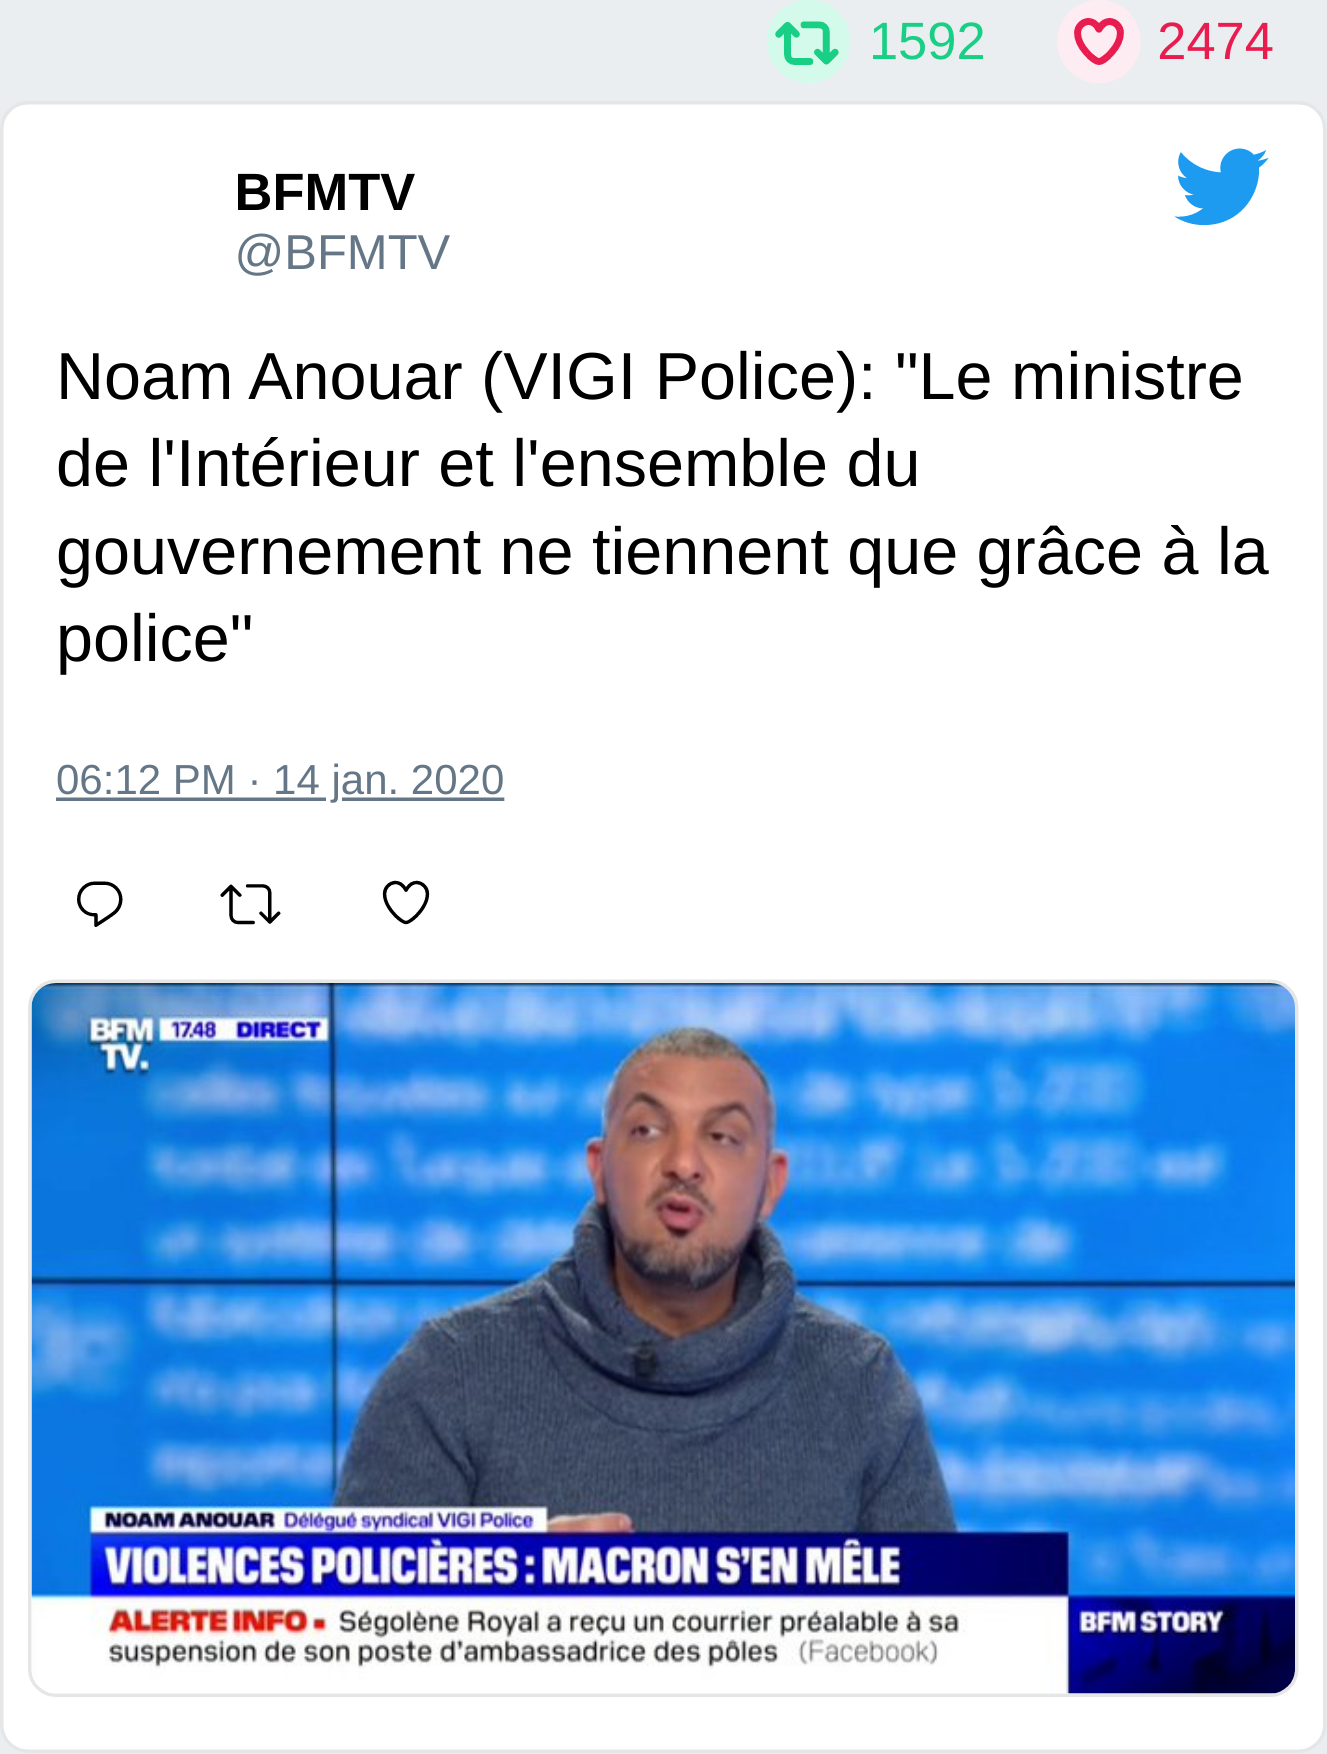 1592 2474
BFMTV
@BFMTV
Noam Anouar (VIGI Police): "Le ministre
de l'Intérieur et l'ensemble du
gouvernement ne tiennent que grâce à la
police"
06:12 PM · 14 jan. 2020
BFM 17.48 DIRECT
TV.
NOAM ANOUAR Délégué syndical VIGI Police
VIOLENCES POLICIÈRES : MACRON S'EN MÊLE
ALERTE INFO ▪ Ségolène Royal a reçu un courrier préalable à sa
suspension de son poste d'ambassadrice des pôles (Facebook)
BFM STORY